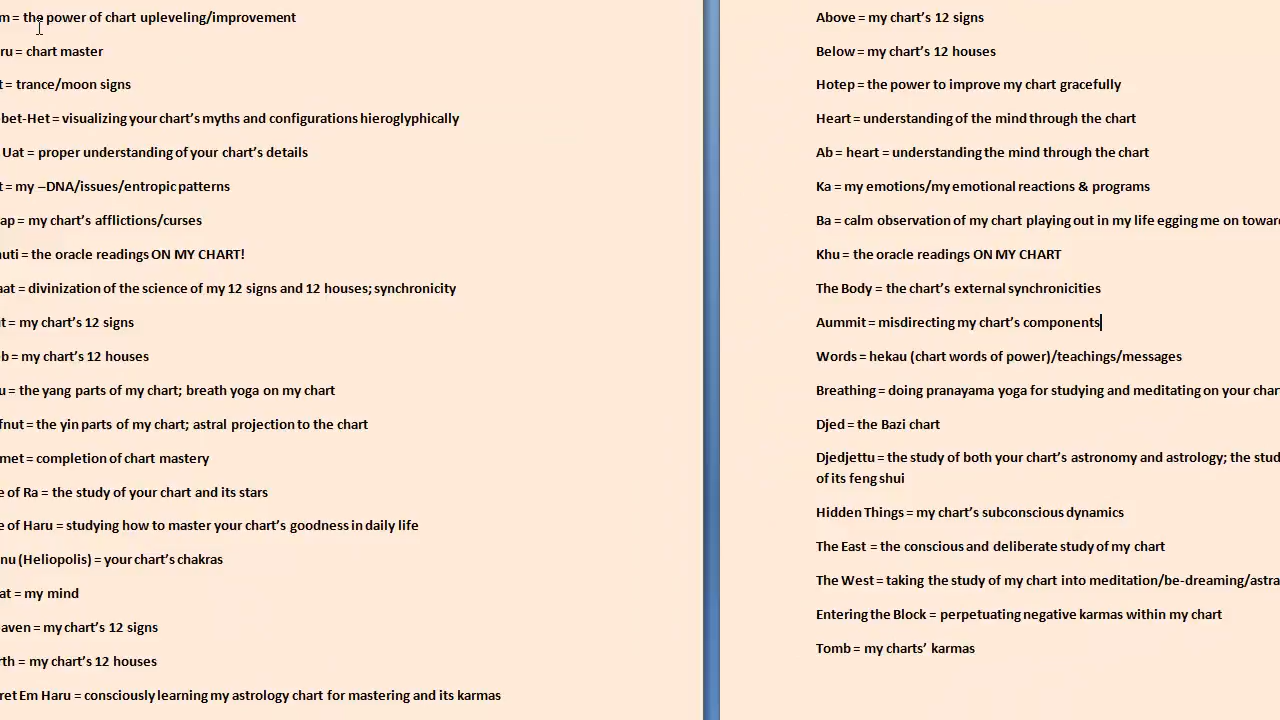 m = the power of chart upleveling/improvement
ru = chart master
t = trance/moon signs
bet-Het = visualizing your chart’s myths and configurations hieroglyphically
Uat = proper understanding of your chart’s details
t = my –DNA/issues/entropic patterns
ap = my chart’s afflictions/curses
uti = the oracle readings ON MY CHART!
aat = divinization of the science of my 12 signs and 12 houses; synchronicity
t = my chart’s 12 signs
b = my chart’s 12 houses
u = the yang parts of my chart; breath yoga on my chart
fnut = the yin parts of my chart; astral projection to the chart
met = completion of chart mastery
e of Ra = the study of your chart and its stars
e of Haru = studying how to master your chart’s goodness in daily life
nu (Heliopolis) = your chart’s chakras
at = my mind
aven = my chart’s 12 signs
rth = my chart’s 12 houses
ret Em Haru = consciously learning my astrology chart for mastering and its karmas
Above = my chart’s 12 signs
Below = my chart’s 12 houses
Hotep = the power to improve my chart gracefully
Heart = understanding of the mind through the chart
Ab = heart = understanding the mind through the chart
Ka = my emotions/my emotional reactions & programs
Ba = calm observation of my chart playing out in my life egging me on towar
Khu = the oracle readings ON MY CHART
The Body = the chart’s external synchronicities
Aummit = misdirecting my chart’s components
Words = hekau (chart words of power)/teachings/messages
Breathing = doing pranayama yoga for studying and meditating on your char
Djed = the Bazi chart
Djedjettu = the study of both your chart’s astronomy and astrology; the stud
of its feng shui
Hidden Things = my chart’s subconscious dynamics
The East = the conscious and deliberate study of my chart
The West = taking the study of my chart into meditation/be-dreaming/astra
Entering the Block = perpetuating negative karmas within my chart
Tomb = my charts’ karmas